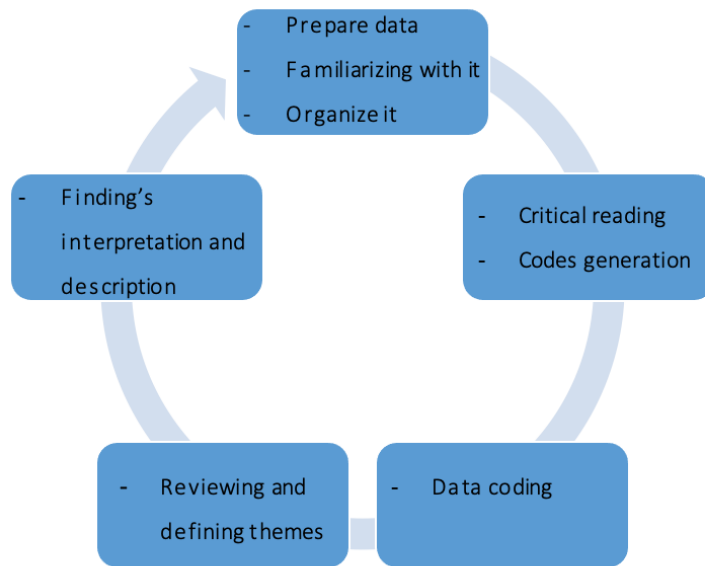 - Prepare data
- Familiarizing with it
- Organize it
- Critical reading
- Codes generation
- Data coding
- Reviewing and
defining themes
- Finding’s
interpretation and
description